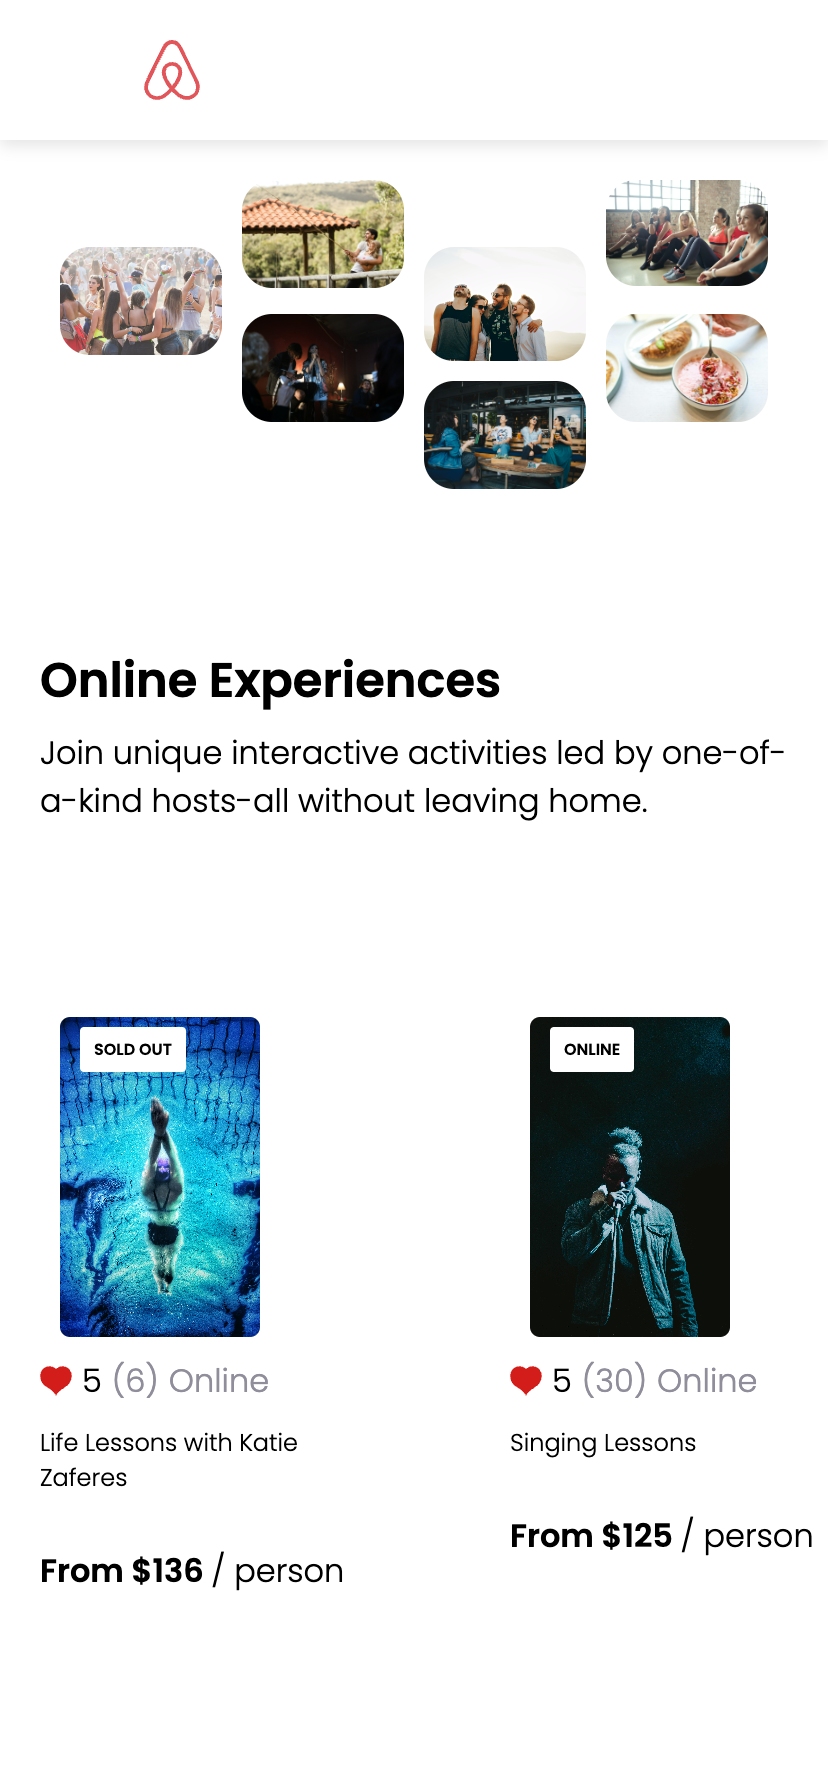 Online Experiences
Join unique interactive activities led by one-of-
a-kind hosts-all without leaving home.
SOLD OUT
5 (6) Online
Life Lessons with Katie
Zaferes
From $136 / person
ONLINE
5 (30) Online
Singing Lessons
From $125 / person